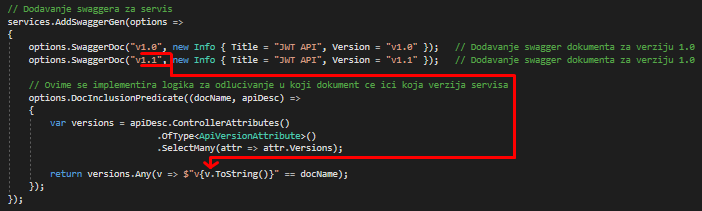 // Dodavanje swaggera za servis
services.AddSwaggerGen(options =>
{
options.SwaggerDoc("v1.0", new Info { Title = "JWT API", Version = "v1.0" }); // Dodavanje swagger dokumenta za verziju 1.0
options.SwaggerDoc("v1.1", new Info { Title = "JWT API", Version = "v1.1" }); // Dodavanje swagger dokumenta za verziju 1.0
// Ovime se implementira logika za odlucivanje u koji dokument ce ici koja verzija servisa
options.DocInclusionPredicate((docName, apiDesc) =>
{
var versions = apiDesc.ControllerAttributes()
.OfType<ApiVersionAttribute>()
.SelectMany(attr => attr.Versions);
return versions.Any(v => $"v{v.ToString()}" == docName);
});
});